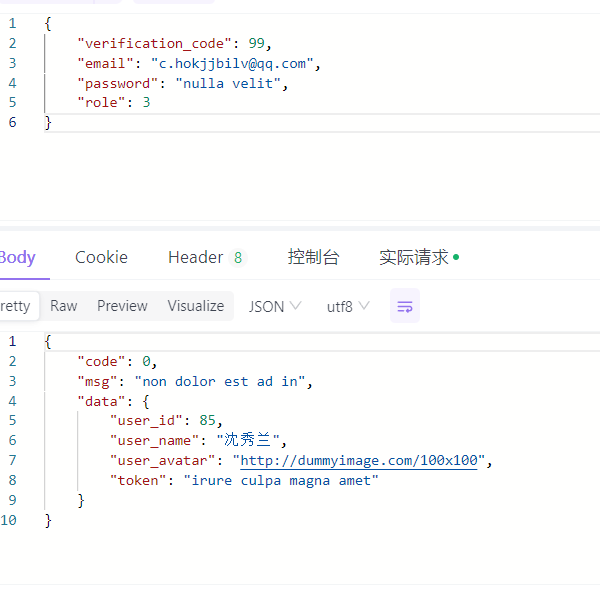 1 {
2 "verification_code": 99,
3 "email": "c.hokjjbilv@qq.com",
4 "password": "nulla velit",
5 "role": 3
6 }
Body Cookie Header 8 控制台 实际请求
retty Raw Preview Visualize JSON utf8
1 {
2 "code": 0,
3 "msg": "non dolor est ad in",
4 "data": {
5 "user_id": 85,
6 "user_name": "沈秀兰",
7 "user_avatar": "http://dummyimage.com/100x100",
8 "token": "irure culpa magna amet"
9 }
10 }